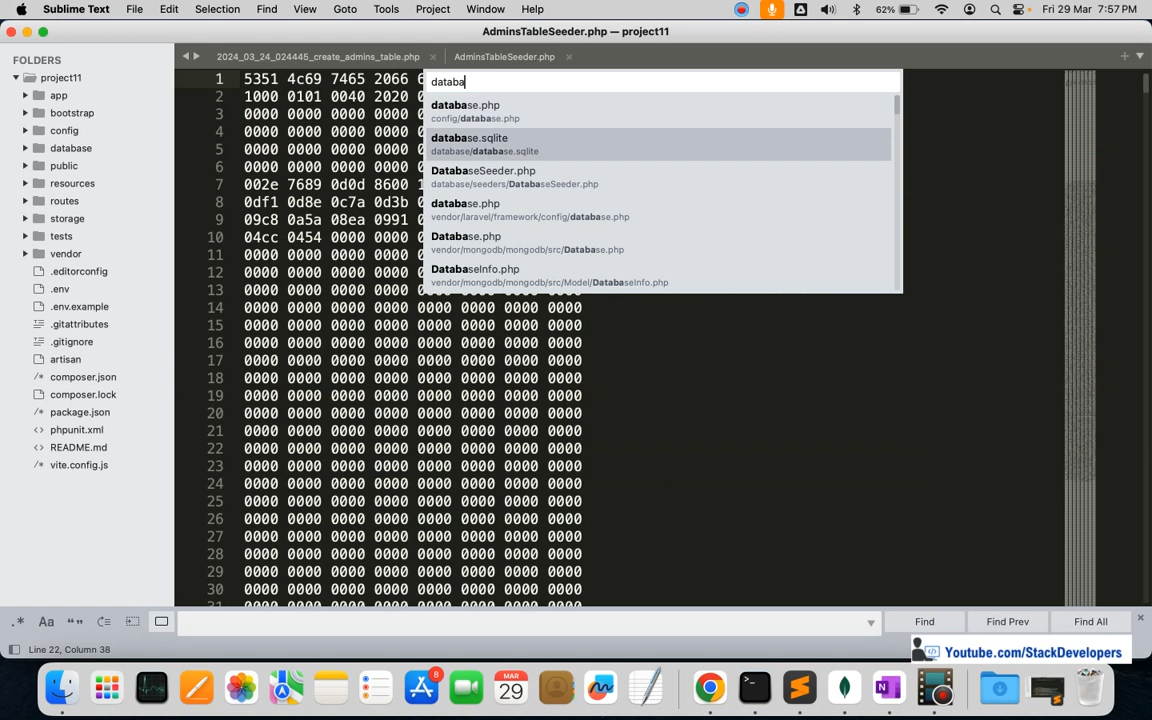 Sublime Text File Edit Selection Find View Goto Tools Project Window Help 62% Fri 29 Mar 7:57 PM
AdminsTableSeeder.php — project11
FOLDERS
project11
app
bootstrap
config
database
public
resources
routes
storage
tests
vendor
.editorconfig
.env
.env.example
.gitattributes
.gitignore
artisan
composer.json
composer.lock
package.json
phpunit.xml
README.md
vite.config.js
2024_03_24_024445_create_admins_table.php × AdminsTableSeeder.php ×
databa
database.php
config/database.php
database.sqlite
database/database.sqlite
DatabaseSeeder.php
database/seeders/DatabaseSeeder.php
database.php
vendor/laravel/framework/config/database.php
Database.php
vendor/mongodb/mongodb/src/Database.php
DatabaseInfo.php
vendor/mongodb/mongodb/src/Model/DatabaseInfo.php
1 5351 4c69 7465 2066
2 1000 0101 0040 2020
3 0000 0000 0000 0000
4 0000 0000 0000 0000
5 0000 0000 0000 0000
6 0000 0000 0000 0000
7 002e 7689 0d0d 8600
8 0df1 0d8e 0c7a 0d3b
9 09c8 0a5a 08ea 0991
10 04cc 0454 0000 0000
11 0000 0000 0000 0000
12 0000 0000 0000 0000
13 0000 0000 0000 0000 0000 0000 0000 0000
14 0000 0000 0000 0000 0000 0000 0000 0000
15 0000 0000 0000 0000 0000 0000 0000 0000
16 0000 0000 0000 0000 0000 0000 0000 0000
17 0000 0000 0000 0000 0000 0000 0000 0000
18 0000 0000 0000 0000 0000 0000 0000 0000
19 0000 0000 0000 0000 0000 0000 0000 0000
20 0000 0000 0000 0000 0000 0000 0000 0000
21 0000 0000 0000 0000 0000 0000 0000 0000
22 0000 0000 0000 0000 0000 0000 0000 0000
23 0000 0000 0000 0000 0000 0000 0000 0000
24 0000 0000 0000 0000 0000 0000 0000 0000
25 0000 0000 0000 0000 0000 0000 0000 0000
26 0000 0000 0000 0000 0000 0000 0000 0000
27 0000 0000 0000 0000 0000 0000 0000 0000
28 0000 0000 0000 0000 0000 0000 0000 0000
29 0000 0000 0000 0000 0000 0000 0000 0000
30 0000 0000 0000 0000 0000 0000 0000 0000
.* Aa Find Find Prev Find All
Line 22, Column 38
Youtube.com/StackDevelopers
8
MAR
29